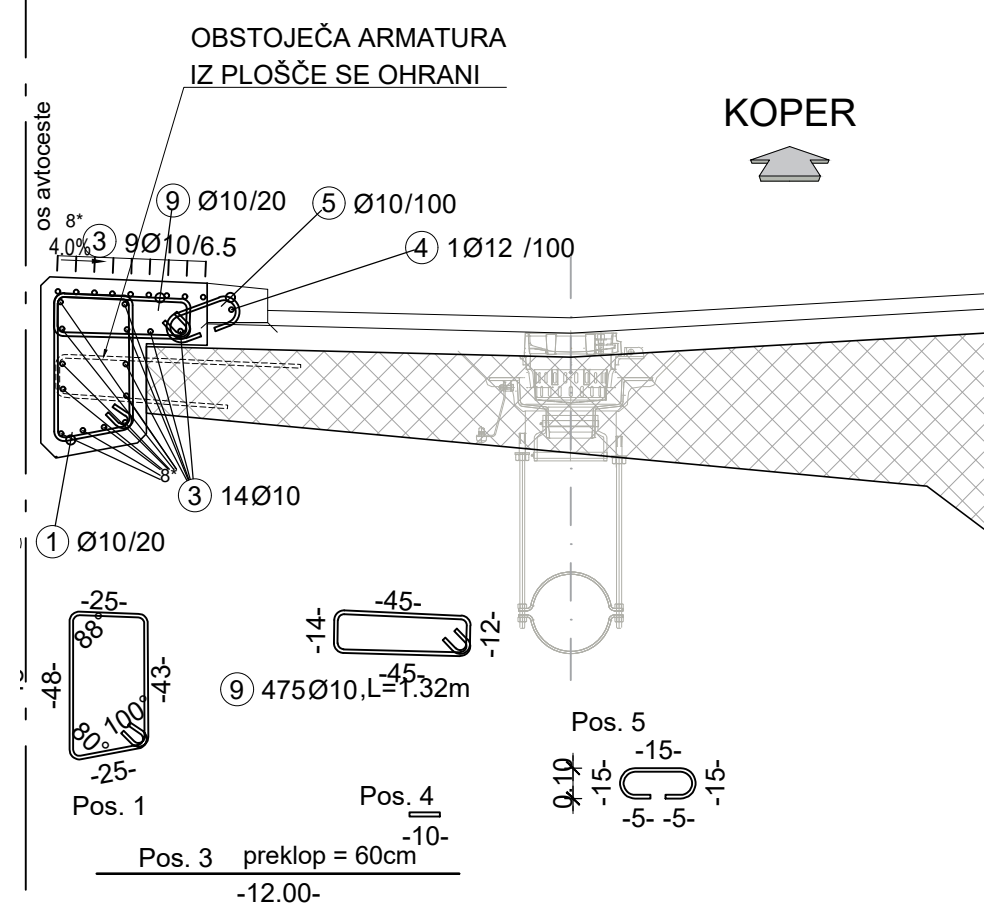 OBSTOJEČA ARMATURA
IZ PLOŠČE SE OHRANI
KOPER
os avtoceste
9 Ø10/20
5 Ø10/100
8*
4.0%
3 9Ø10/6.5
4 1Ø12 /100
8*
3 14Ø10
1 Ø10/20
-25-
88°
-48-
-43-
80°
100°
-25-
Pos. 1
-45-
-14-
-12-
-45-
9 475Ø10,L=1.32m
Pos. 5
-15-
0.10
-15-
-15-
-5- -5-
Pos. 4
-10-
Pos. 3 preklop = 60cm
-12.00-